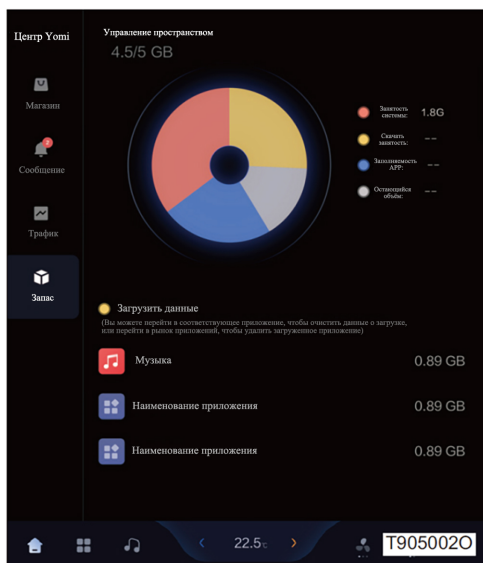 Центр Yomi
Управление пространством
4.5/5 GB
Магазин
2
Сообщение
Трафик
Запас
Занятость
системы:
1.8G
Скачать
занятость:
--
Заполняемость
APP:
--
Остающийся
объём:
--
Загрузить данные
(Вы можете перейти в соответствующее приложение, чтобы очистить данные о загрузке,
или перейти в рынок приложений, чтобы удалить загруженное приложение)
Музыка
0.89 GB
Наименование приложения
0.89 GB
Наименование приложения
0.89 GB
22.5℃
T905002O